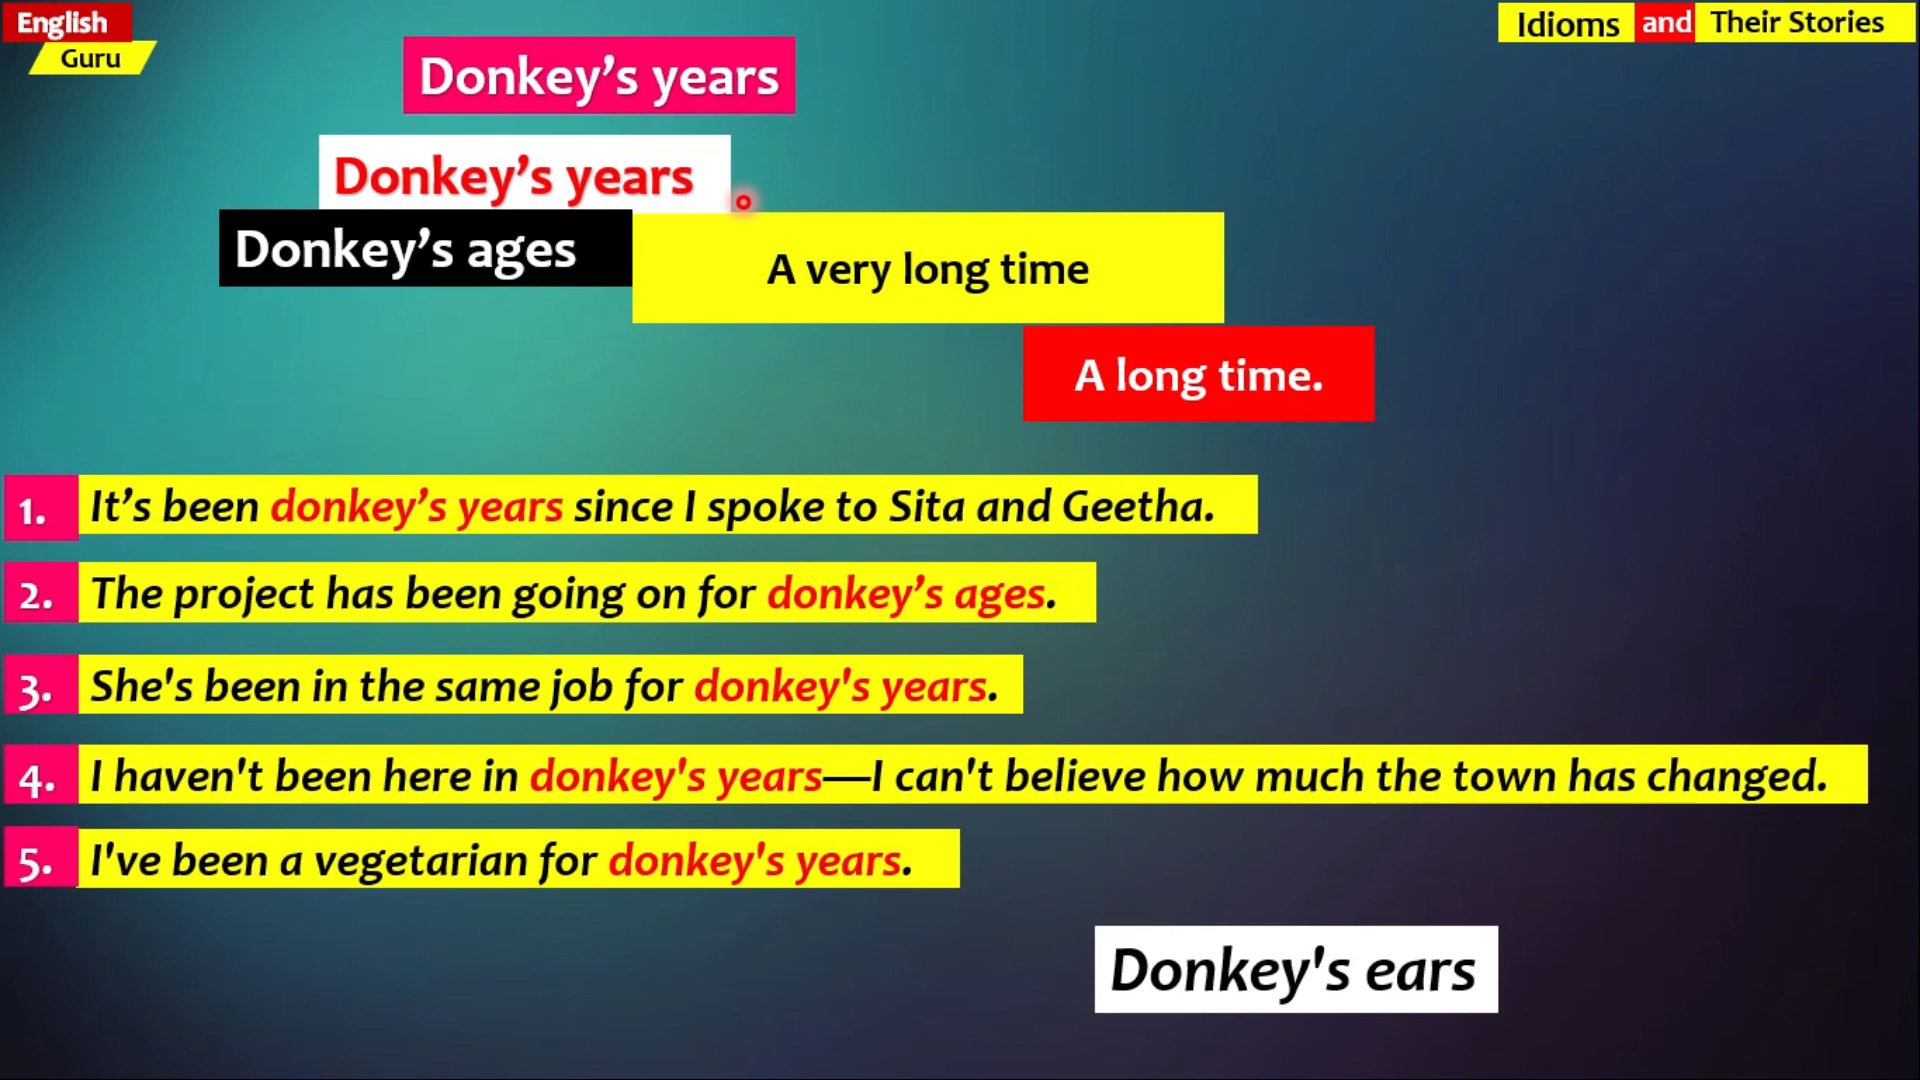 English
Guru
Idioms and Their Stories
Donkey’s years
Donkey’s years
Donkey’s ages
A very long time
A long time.
1. It’s been donkey’s years since I spoke to Sita and Geetha.
2. The project has been going on for donkey’s ages.
3. She's been in the same job for donkey's years.
4. I haven't been here in donkey's years—I can't believe how much the town has changed.
5. I've been a vegetarian for donkey's years.
Donkey's ears